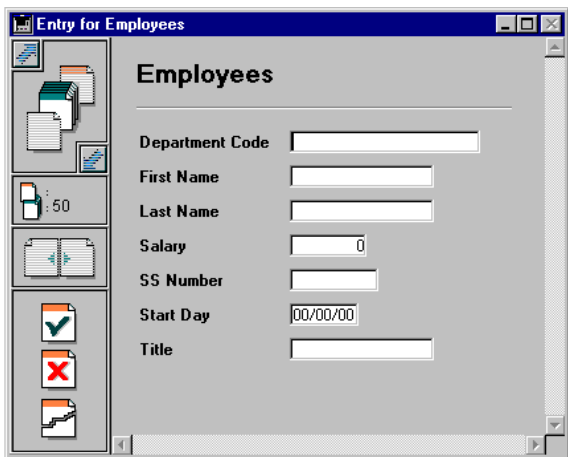 Entry for Employees
Employees
Department Code
First Name
Last Name
Salary 0
SS Number
Start Day 00/00/00
Title
:
: 50